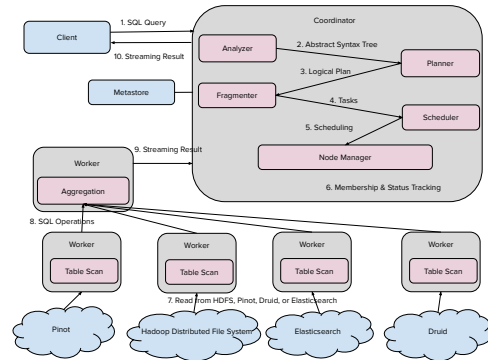 1. SQL Query
Coordinator
Client
Analyzer
2. Abstract Syntax Tree
10. Streaming Result
3. Logical Plan
Planner
Metastore
Fragmenter
4. Tasks
Scheduler
5. Scheduling
9. Streaming Result
Node Manager
Worker
Aggregation
6. Membership & Status Tracking
8. SQL Operations
Worker
Worker
Worker
Worker
Table Scan
Table Scan
Table Scan
Table Scan
7. Read from HDFS, Pinot, Druid, or Elasticsearch
Pinot
Hadoop Distributed File System
Elasticsearch
Druid